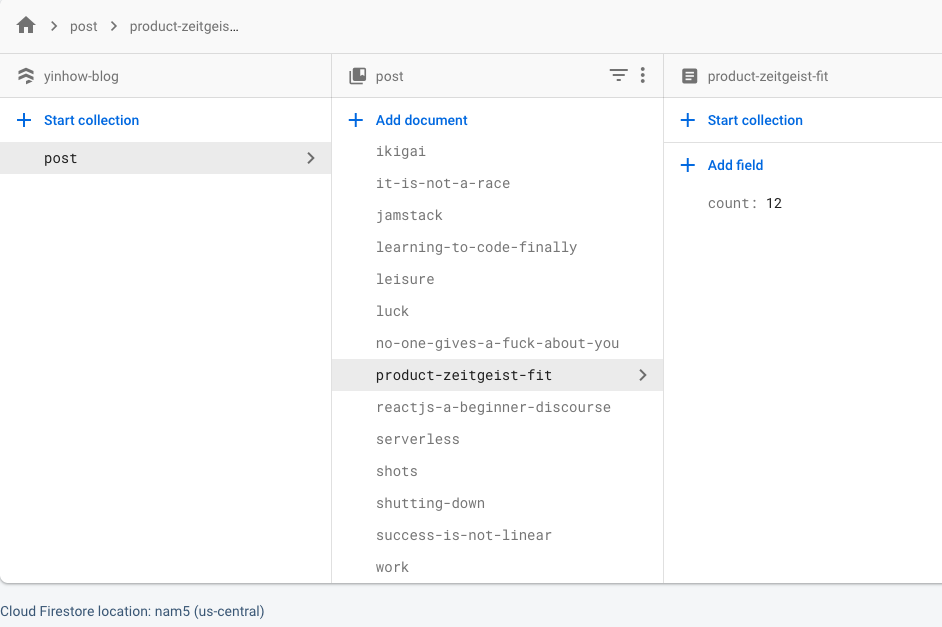 post product-zeitgeis...
yinhow-blog
Start collection
post
post
Add document
ikigai
it-is-not-a-race
jamstack
learning-to-code-finally
leisure
luck
no-one-gives-a-fuck-about-you
product-zeitgeist-fit
reactjs-a-beginner-discourse
serverless
shots
shutting-down
success-is-not-linear
work
product-zeitgeist-fit
Start collection
Add field
count: 12
Cloud Firestore location: nam5 (us-central)